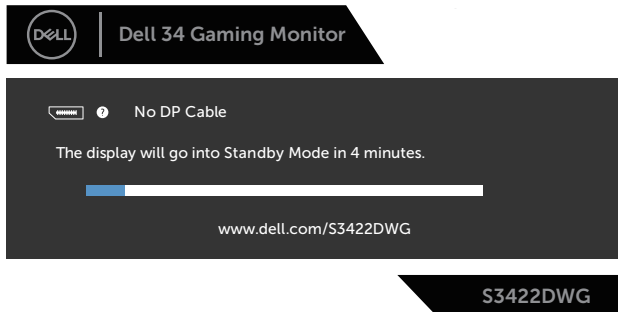 DELL
Dell 34 Gaming Monitor
? No DP Cable
The display will go into Standby Mode in 4 minutes.
www.dell.com/S3422DWG
S3422DWG